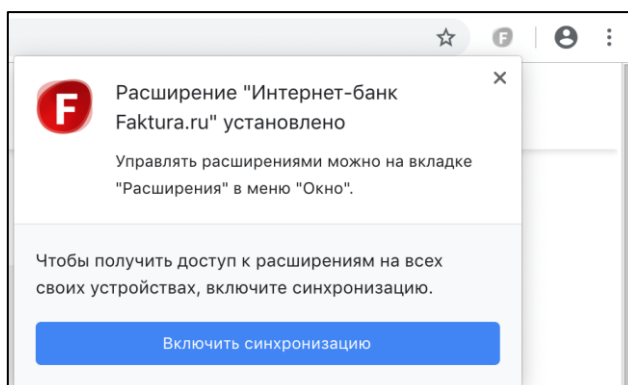 F
F
Расширение "Интернет-банк
Faktura.ru" установлено
Управлять расширениями можно на вкладке
"Расширения" в меню "Окно".
Чтобы получить доступ к расширениям на всех
своих устройствах, включите синхронизацию.
Включить синхронизацию